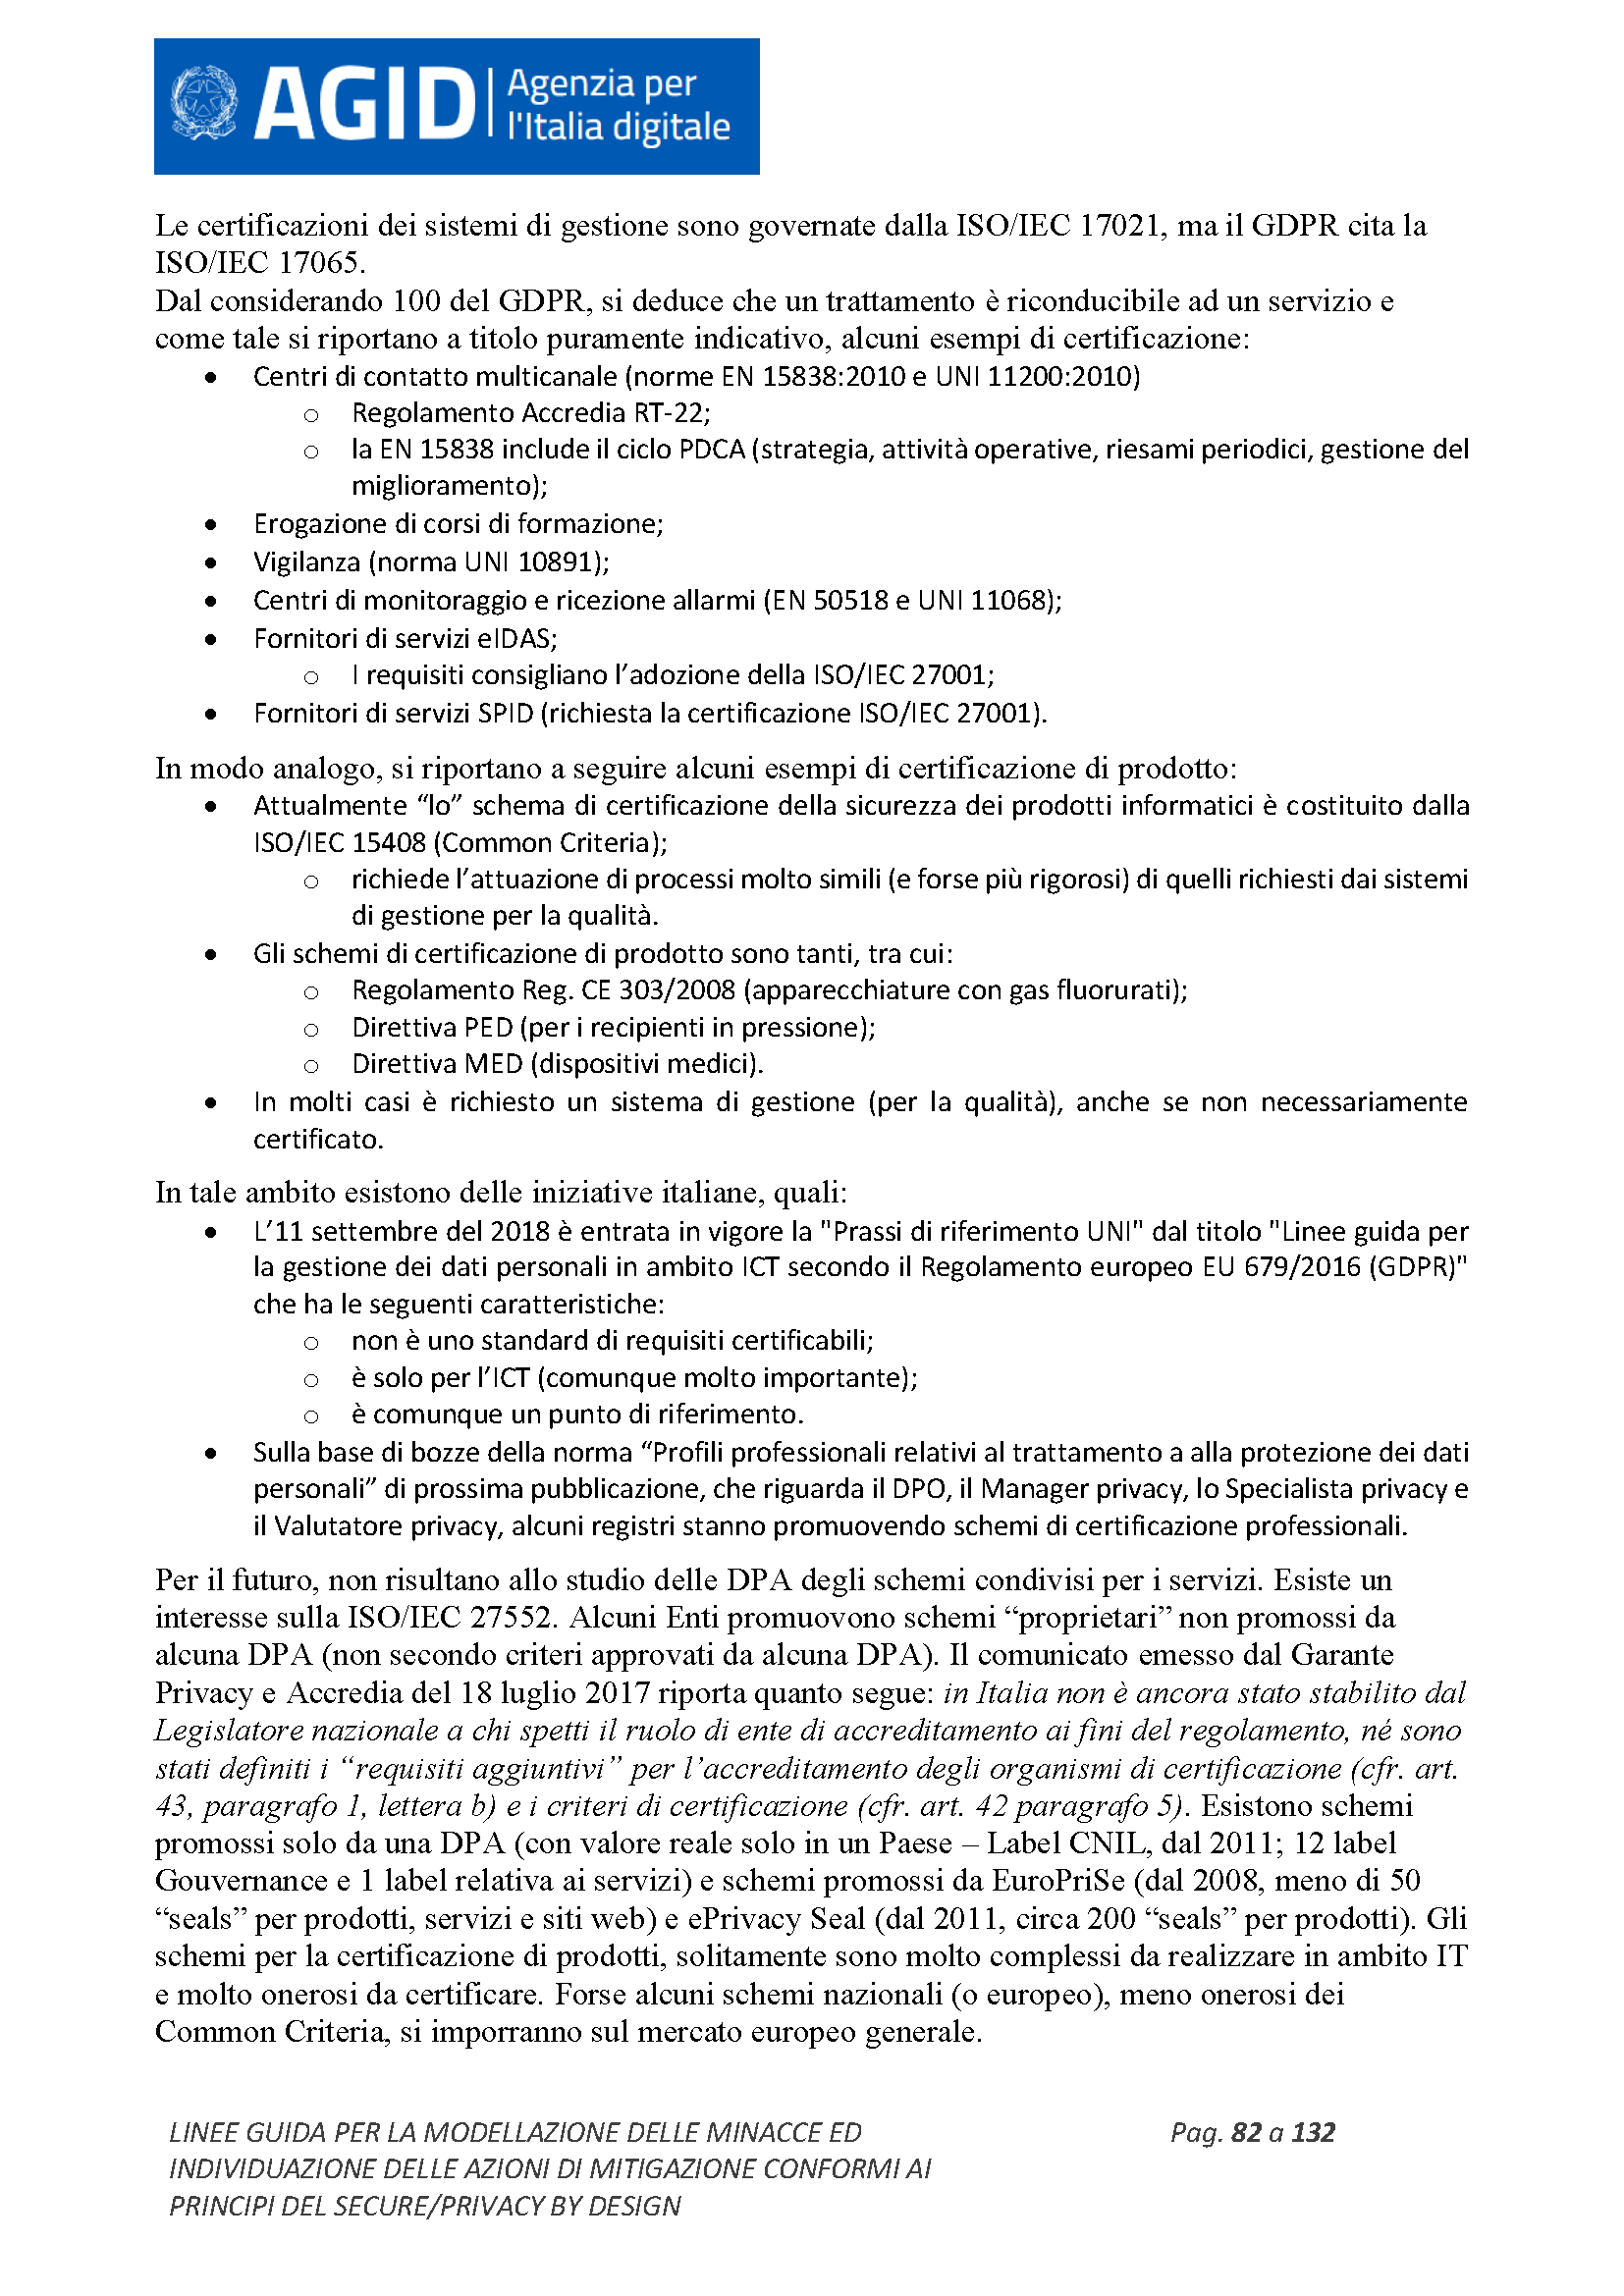 AGID
Agenzia per
l'Italia digitale
Le certificazioni dei sistemi di gestione sono governate dalla ISO/IEC 17021, ma il GDPR cita la
ISO/IEC 17065.
Dal considerando 100 del GDPR, si deduce che un trattamento è riconducibile ad un servizio e
come tale si riportano a titolo puramente indicativo, alcuni esempi di certificazione:
• Centri di contatto multicanale (norme EN 15838:2010 e UNI 11200:2010)
o Regolamento Accredia RT-22;
o la EN 15838 include il ciclo PDCA (strategia, attività operative, riesami periodici, gestione del
miglioramento);
• Erogazione di corsi di formazione;
• Vigilanza (norma UNI 10891);
• Centri di monitoraggio e ricezione allarmi (EN 50518 e UNI 11068);
• Fornitori di servizi eIDAS;
o I requisiti consigliano l’adozione della ISO/IEC 27001;
• Fornitori di servizi SPID (richiesta la certificazione ISO/IEC 27001).
In modo analogo, si riportano a seguire alcuni esempi di certificazione di prodotto:
• Attualmente “lo” schema di certificazione della sicurezza dei prodotti informatici è costituito dalla
ISO/IEC 15408 (Common Criteria);
o richiede l’attuazione di processi molto simili (e forse più rigorosi) di quelli richiesti dai sistemi
di gestione per la qualità.
• Gli schemi di certificazione di prodotto sono tanti, tra cui:
o Regolamento Reg. CE 303/2008 (apparecchiature con gas fluorurati);
o Direttiva PED (per i recipienti in pressione);
o Direttiva MED (dispositivi medici).
• In molti casi è richiesto un sistema di gestione (per la qualità), anche se non necessariamente
certificato.
In tale ambito esistono delle iniziative italiane, quali:
• L’11 settembre del 2018 è entrata in vigore la "Prassi di riferimento UNI" dal titolo "Linee guida per
la gestione dei dati personali in ambito ICT secondo il Regolamento europeo EU 679/2016 (GDPR)"
che ha le seguenti caratteristiche:
o non è uno standard di requisiti certificabili;
o è solo per l’ICT (comunque molto importante);
o è comunque un punto di riferimento.
• Sulla base di bozze della norma “Profili professionali relativi al trattamento a alla protezione dei dati
personali” di prossima pubblicazione, che riguarda il DPO, il Manager privacy, lo Specialista privacy e
il Valutatore privacy, alcuni registri stanno promuovendo schemi di certificazione professionali.
Per il futuro, non risultano allo studio delle DPA degli schemi condivisi per i servizi. Esiste un
interesse sulla ISO/IEC 27552. Alcuni Enti promuovono schemi “proprietari” non promossi da
alcuna DPA (non secondo criteri approvati da alcuna DPA). Il comunicato emesso dal Garante
Privacy e Accredia del 18 luglio 2017 riporta quanto segue: in Italia non è ancora stato stabilito dal
Legislatore nazionale a chi spetti il ruolo di ente di accreditamento ai fini del regolamento, né sono
stati definiti i “requisiti aggiuntivi” per l’accreditamento degli organismi di certificazione (cfr. art.
43, paragrafo 1, lettera b) e i criteri di certificazione (cfr. art. 42 paragrafo 5). Esistono schemi
promossi solo da una DPA (con valore reale solo in un Paese – Label CNIL, dal 2011; 12 label
Gouvernance e 1 label relativa ai servizi) e schemi promossi da EuroPriSe (dal 2008, meno di 50
“seals” per prodotti, servizi e siti web) e ePrivacy Seal (dal 2011, circa 200 “seals” per prodotti). Gli
schemi per la certificazione di prodotti, solitamente sono molto complessi da realizzare in ambito IT
e molto onerosi da certificare. Forse alcuni schemi nazionali (o europeo), meno onerosi dei
Common Criteria, si imporranno sul mercato europeo generale.
LINEE GUIDA PER LA MODELLAZIONE DELLE MINACCE ED
INDIVIDUAZIONE DELLE AZIONI DI MITIGAZIONE CONFORMI AI
PRINCIPI DEL SECURE/PRIVACY BY DESIGN
Pag. 82 a 132